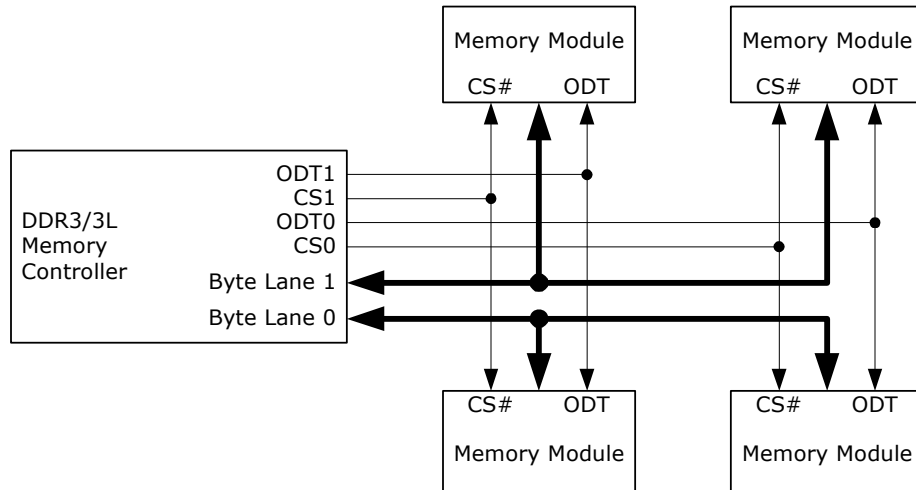 Memory Module
CS# ODT
Memory Module
CS# ODT
DDR3/3L
Memory
Controller
ODT1
CS1
ODT0
CS0
Byte Lane 1
Byte Lane 0
CS# ODT
Memory Module
CS# ODT
Memory Module